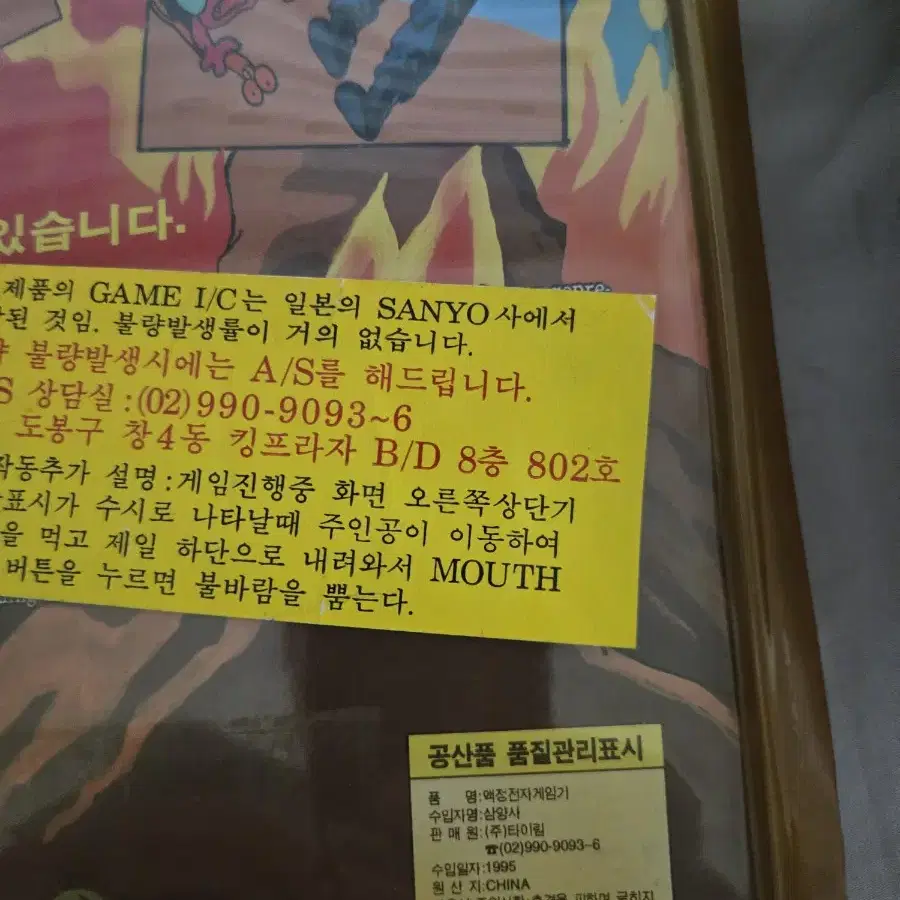 있습니다.
제품의 GAME I/C는 일본의 SANYO사에서
된 것임. 불량발생률이 거의 없습니다.
불량발생시에는 A/S를 해드립니다.
S 상담실:(02)990-9093~6
도봉구 창4동 킹프라자 B/D 8층 802호
작동추가 설명:게임진행중 화면 오른쪽상단기
표시가 수시로 나타날때 주인공이 이동하여
을 먹고 제일 하단으로 내려와서 MOUTH
버튼을 누르면 불바람을 뿜는다.
공산품 품질관리표시
품 명:액정전자게임기
수입자명:삼양사
판 매 원:(주)타이림
☎(02)990-9093-6
수입일자:1995
원 산 지:CHINA